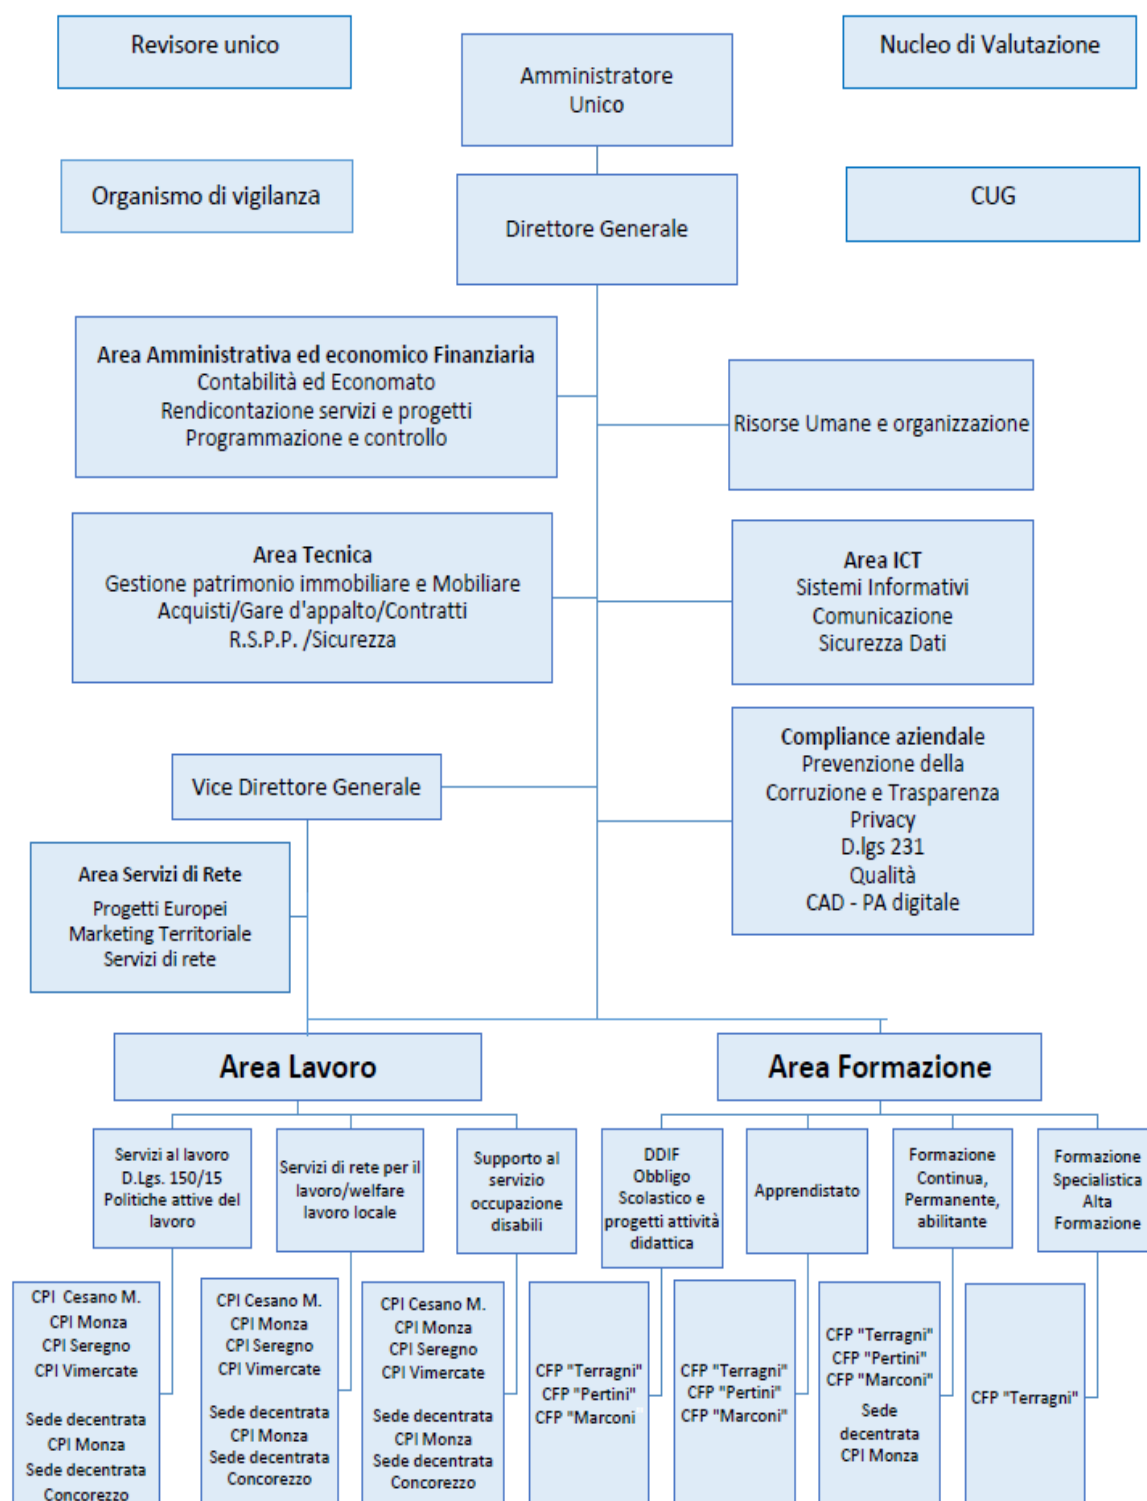 Revisore unico
Amministratore
Unico
Nucleo di Valutazione
Organismo di vigilanza
Direttore Generale
CUG
Area Amministrativa ed economico Finanziaria
Contabilità ed Economato
Rendicontazione servizi e progetti
Programmazione e controllo
Risorse Umane e organizzazione
Area Tecnica
Gestione patrimonio immobiliare e Mobiliare
Acquisti/Gare d'appalto/Contratti
R.S.P.P. /Sicurezza
Area ICT
Sistemi Informativi
Comunicazione
Sicurezza Dati
Vice Direttore Generale
Compliance aziendale
Prevenzione della
Corruzione e Trasparenza
Privacy
D.lgs 231
Qualità
CAD - PA digitale
Area Servizi di Rete
Progetti Europei
Marketing Territoriale
Servizi di rete
Area Lavoro
Area Formazione
Servizi al lavoro
D.Lgs. 150/15
Politiche attive del
lavoro
Servizi di rete per il
lavoro/welfare
lavoro locale
Supporto al
servizio
occupazione
disabili
DDIF
Obbligo
Scolastico e
progetti attività
didattica
Apprendistato
Formazione
Continua,
Permanente,
abilitante
Formazione
Specialistica
Alta
Formazione
CPI Cesano M.
CPI Monza
CPI Seregno
CPI Vimercate
Sede decentrata
CPI Monza
Sede decentrata
Concorezzo
CPI Cesano M.
CPI Monza
CPI Seregno
CPI Vimercate
Sede decentrata
CPI Monza
Sede decentrata
Concorezzo
CPI Cesano M.
CPI Monza
CPI Seregno
CPI Vimercate
Sede decentrata
CPI Monza
Sede decentrata
Concorezzo
CFP "Terragni"
CFP "Pertini"
CFP "Marconi"
CFP "Terragni"
CFP "Pertini"
CFP "Marconi"
CFP "Terragni"
CFP "Pertini"
CFP "Marconi"
Sede
decentrata
CPI Monza
CFP "Terragni"